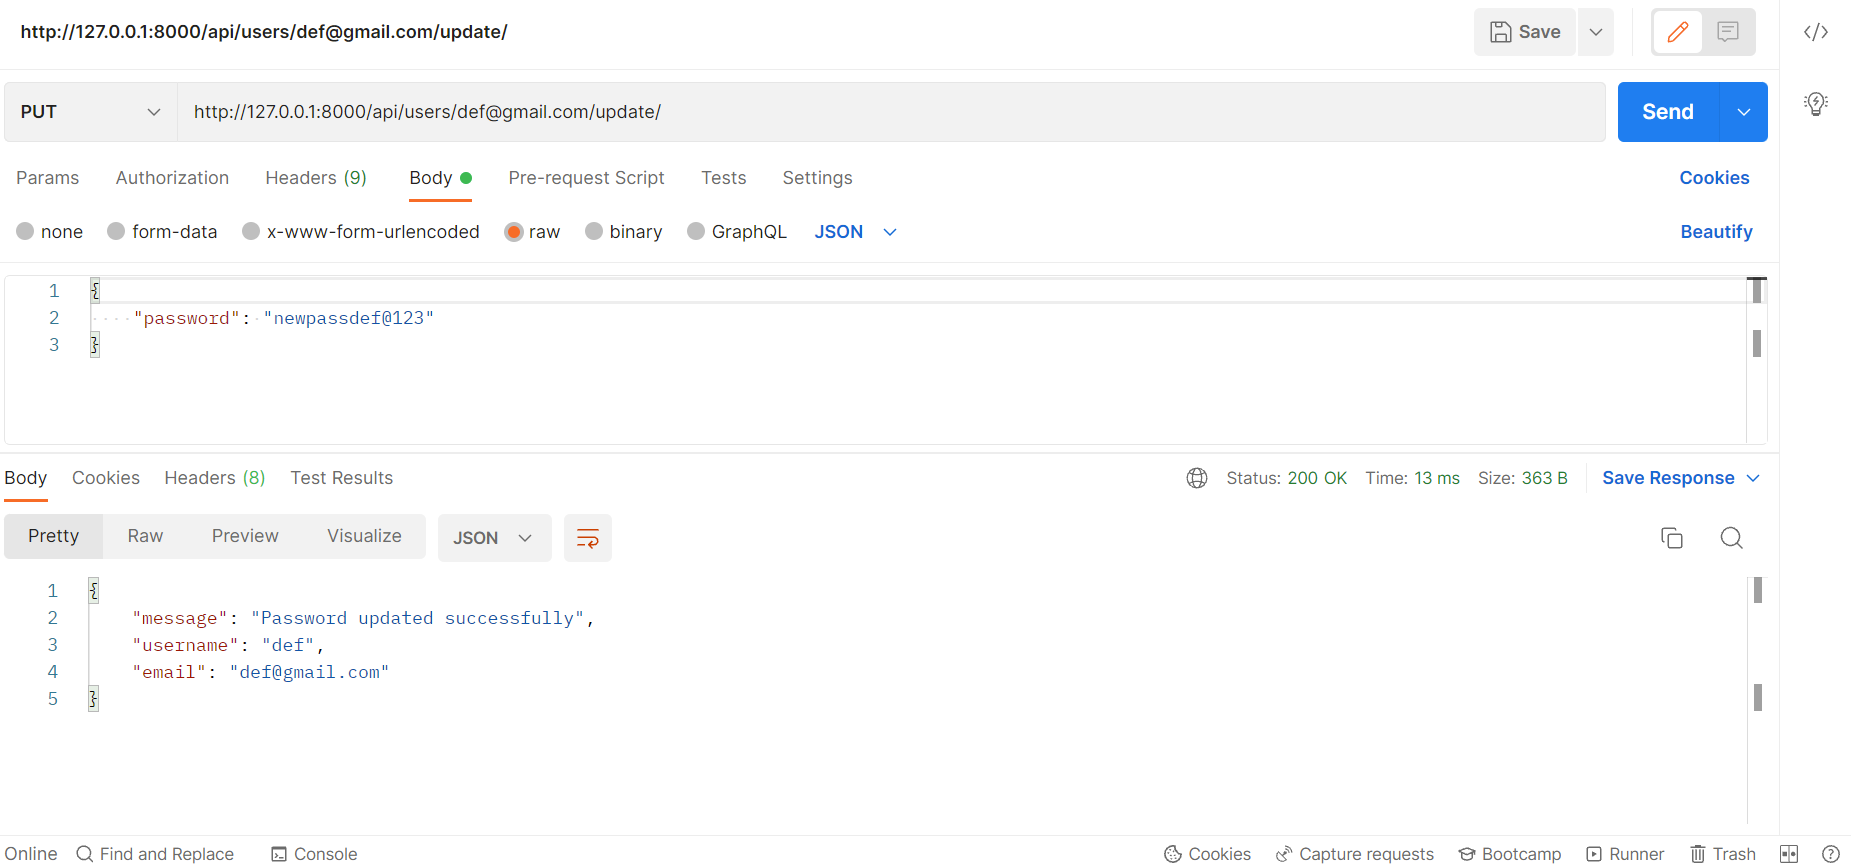 http://127.0.0.1:8000/api/users/def@gmail.com/update/
Save
PUT
http://127.0.0.1:8000/api/users/def@gmail.com/update/
Send
Params Authorization Headers (9) Body Pre-request Script Tests Settings Cookies
none form-data x-www-form-urlencoded raw binary GraphQL JSON Beautify
1 {
2 "password": "newpassdef@123"
3 }
Body Cookies Headers (8) Test Results Status: 200 OK Time: 13 ms Size: 363 B Save Response
Pretty Raw Preview Visualize JSON
1 {
2 "message": "Password updated successfully",
3 "username": "def",
4 "email": "def@gmail.com"
5 }
Online Find and Replace Console Cookies Capture requests Bootcamp Runner Trash